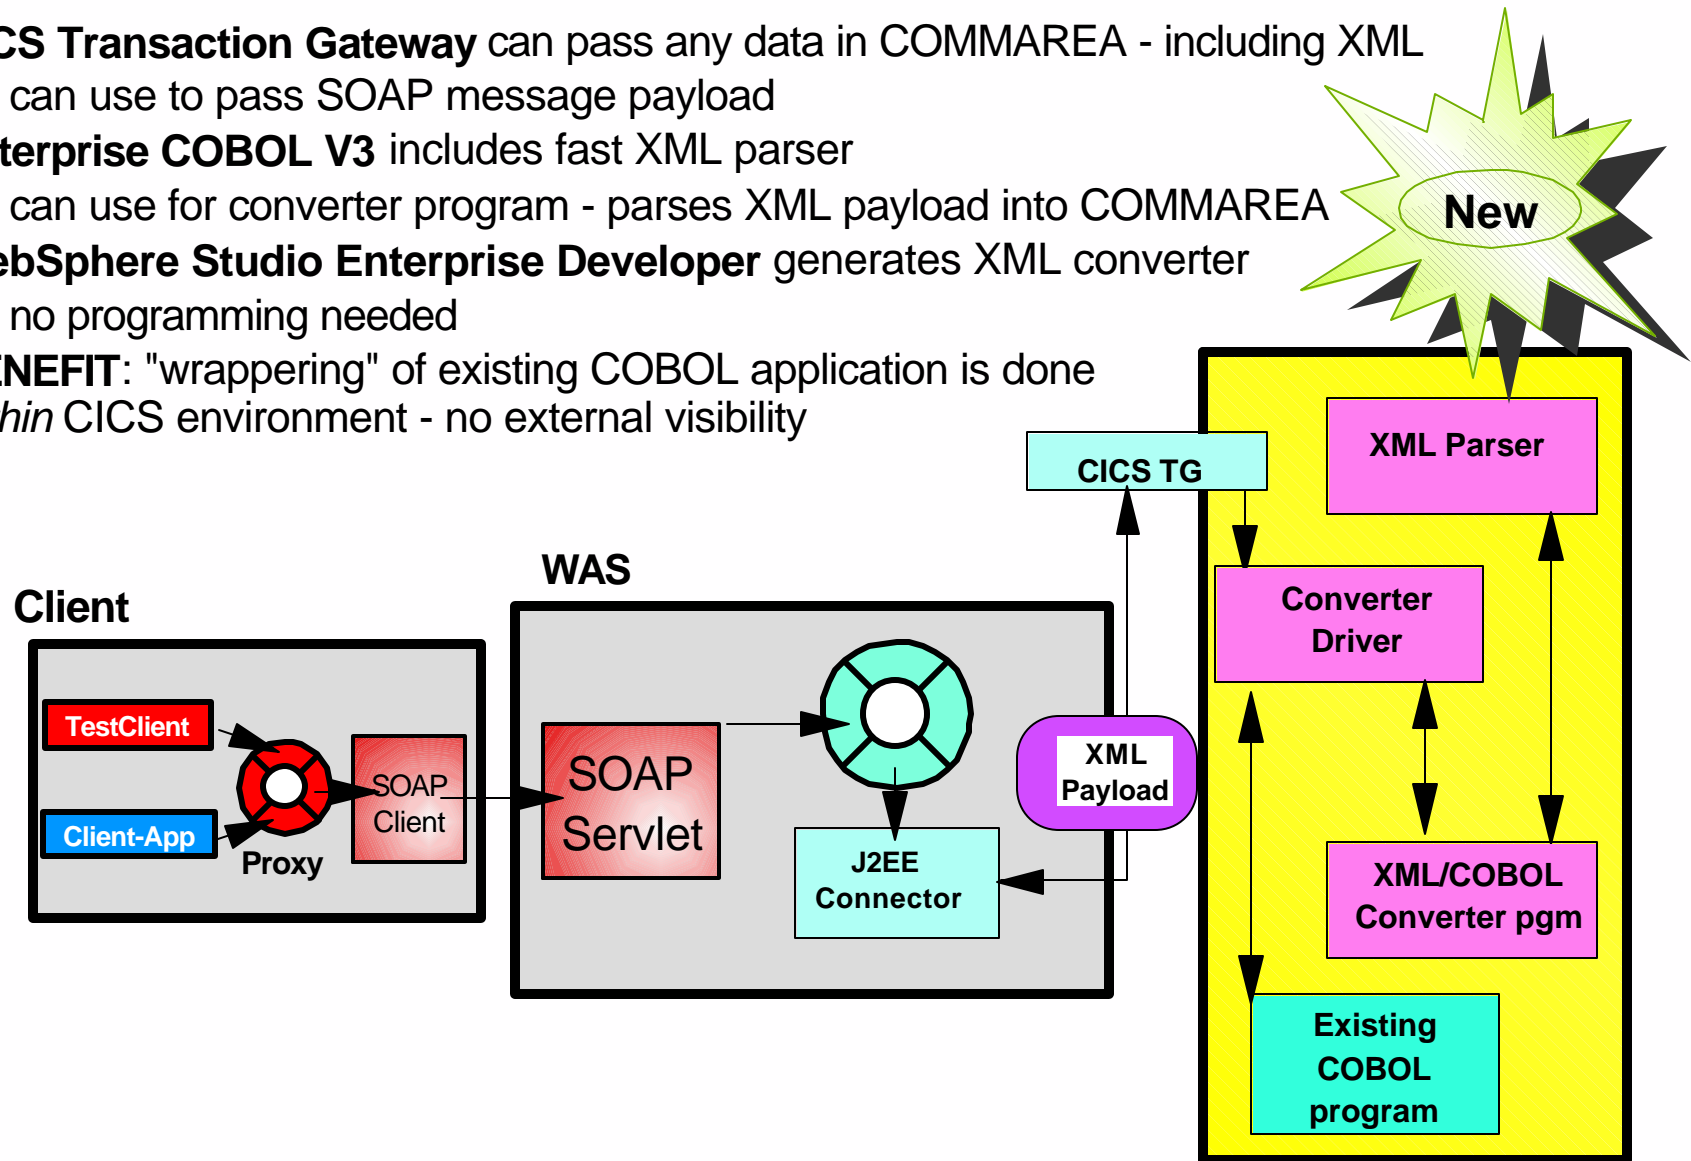 CS Transaction Gateway can pass any data in COMMAREA - including XML
can use to pass SOAP message payload
terprise COBOL V3 includes fast XML parser
can use for converter program - parses XML payload into COMMAREA
ebSphere Studio Enterprise Developer generates XML converter
no programming needed
ENEFIT: "wrappering" of existing COBOL application is done
thin CICS environment - no external visibility
New
XML Parser
CICS TG
Converter
Driver
WAS
Client
TestClient
Client-App
Proxy
SOAP
Client
SOAP
Servlet
J2EE
Connector
XML
Payload
XML/COBOL
Converter pgm
Existing
COBOL
program